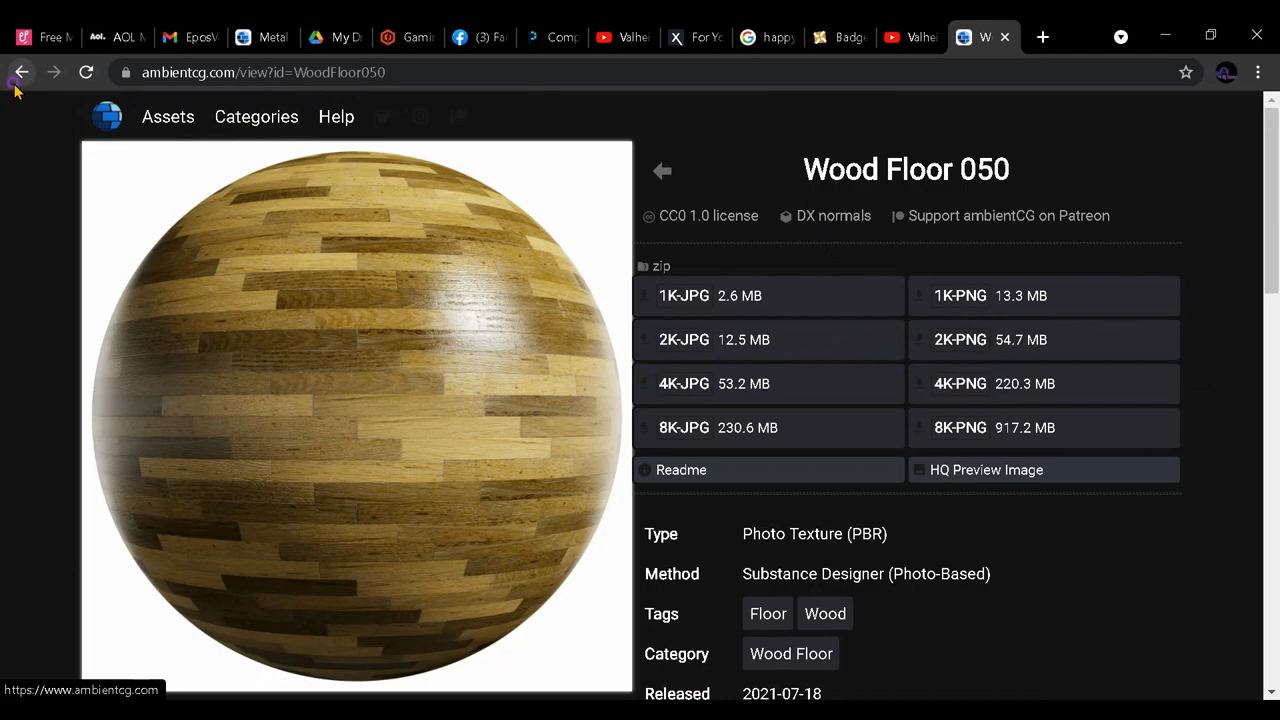 Free M
AOL M
EposV
Metal
My Dr
Gamin
(3) Fa
Comp
Valhei
For Yo
happy
Badge
Valhei
W
ambientcg.com/view?id=WoodFloor050
Assets
Categories
Help
Wood Floor 050
CC0 1.0 license
DX normals
Support ambientCG on Patreon
zip
1K-JPG 2.6 MB
1K-PNG 13.3 MB
2K-JPG 12.5 MB
2K-PNG 54.7 MB
4K-JPG 53.2 MB
4K-PNG 220.3 MB
8K-JPG 230.6 MB
8K-PNG 917.2 MB
Readme
HQ Preview Image
Type Photo Texture (PBR)
Method Substance Designer (Photo-Based)
Tags Floor Wood
Category Wood Floor
Released 2021-07-18
https://www.ambientcg.com